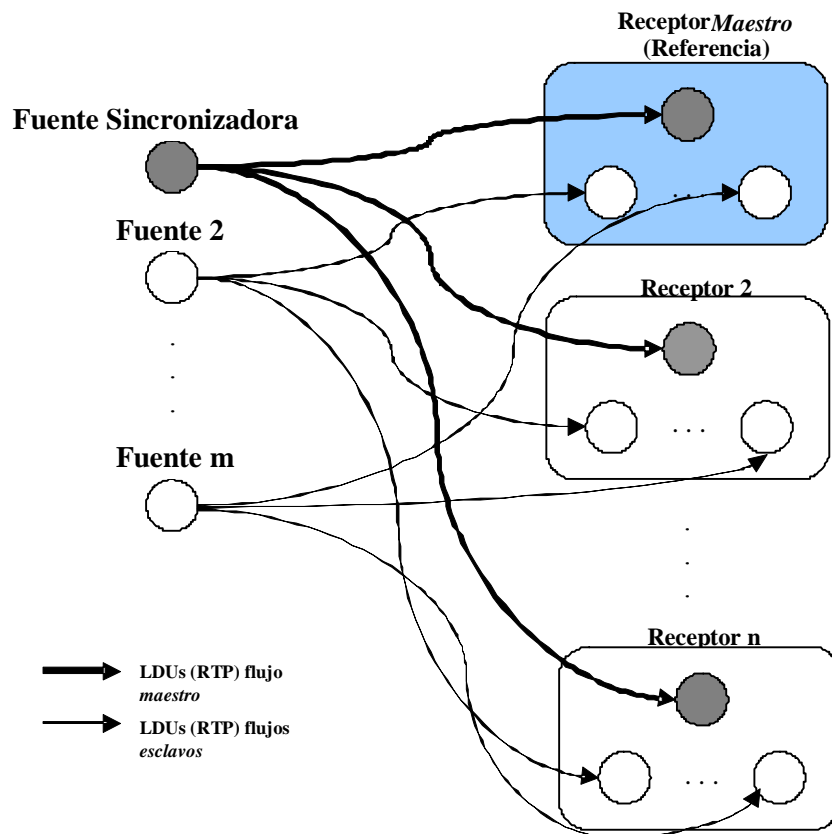 Receptor Maestro
(Referencia)
Fuente Sincronizadora
...
Fuente 2
Receptor 2
.
.
.
Fuente m
. . .
.
.
.
Receptor n
LDUs (RTP) flujo
maestro
LDUs (RTP) flujos
esclavos
. . .